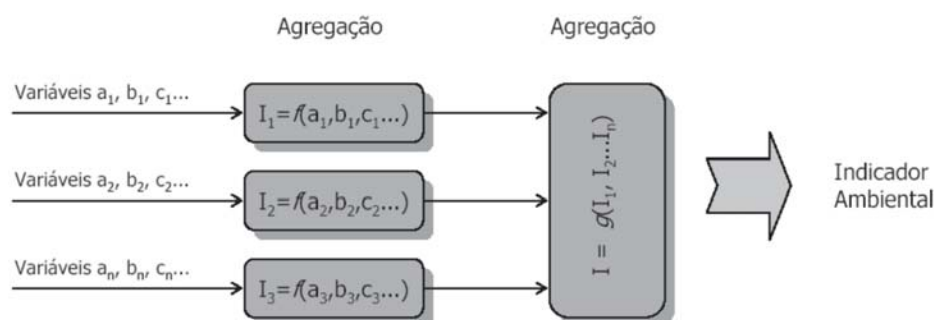 Agregação
Agregação
Variáveis a₁, b₁, c₁...
I₁=f(a₁,b₁,c₁...)
Variáveis a₂, b₂, c₂...
I₂=f(a₂,b₂,c₂...)
Variáveis aₙ, bₙ, cₙ...
I₃=f(a₃,b₃,c₃...)
I = g(I₁, I₂...Iₙ)
Indicador
Ambiental